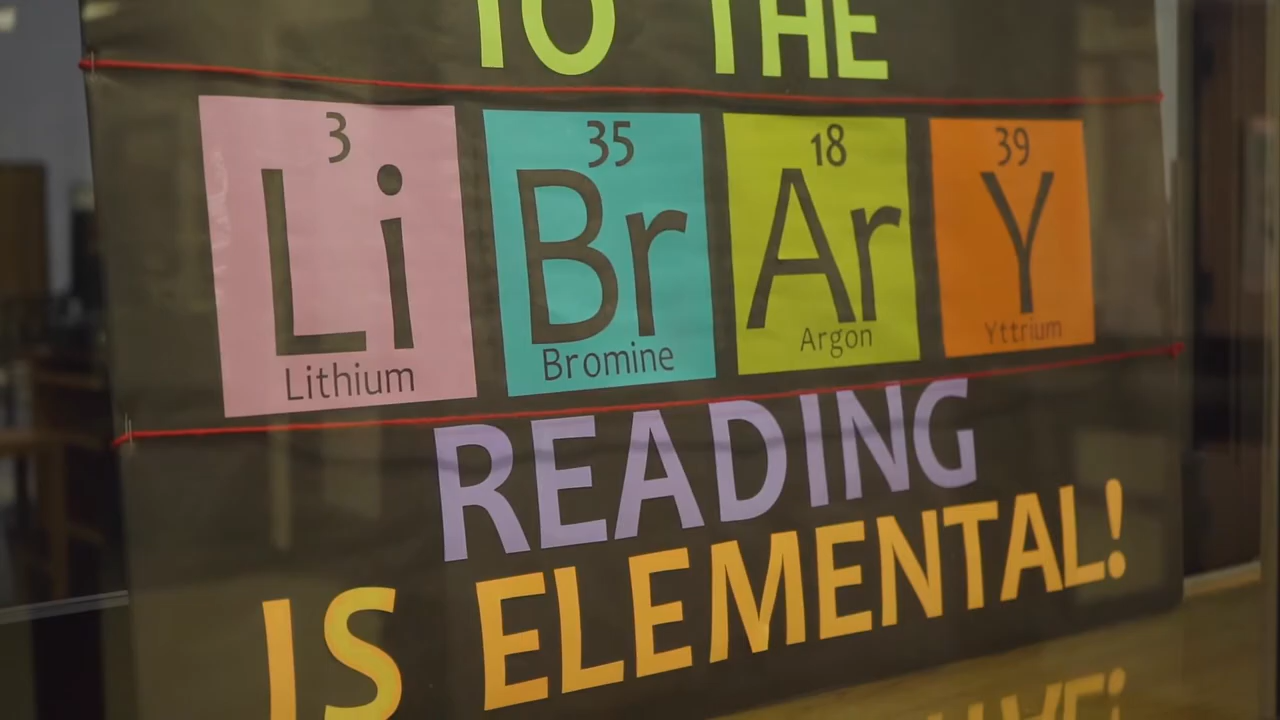 TO THE
3 35 18 39
Li Br Ar Y
Lithium Bromine Argon Yttrium
READING
IS ELEMENTAL!